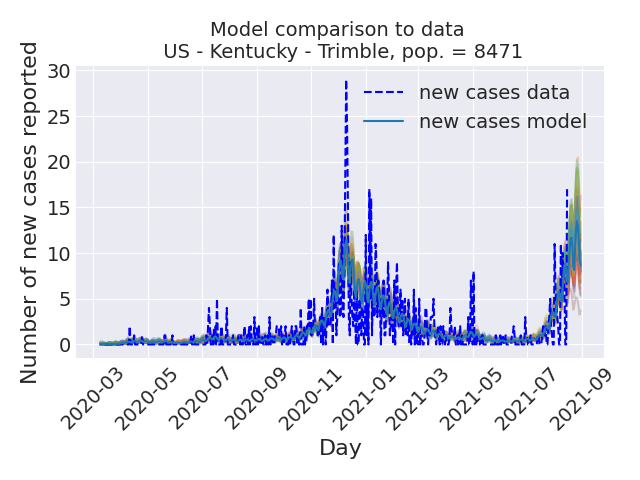 Model comparison to data
US - Kentucky - Trimble, pop. = 8471
Number of new cases reported
30
25
20
15
10
5
0
new cases data
new cases model
2020-03
2020-05
2020-07
2020-09
2020-11
2021-01
2021-03
2021-05
2021-07
2021-09
Day